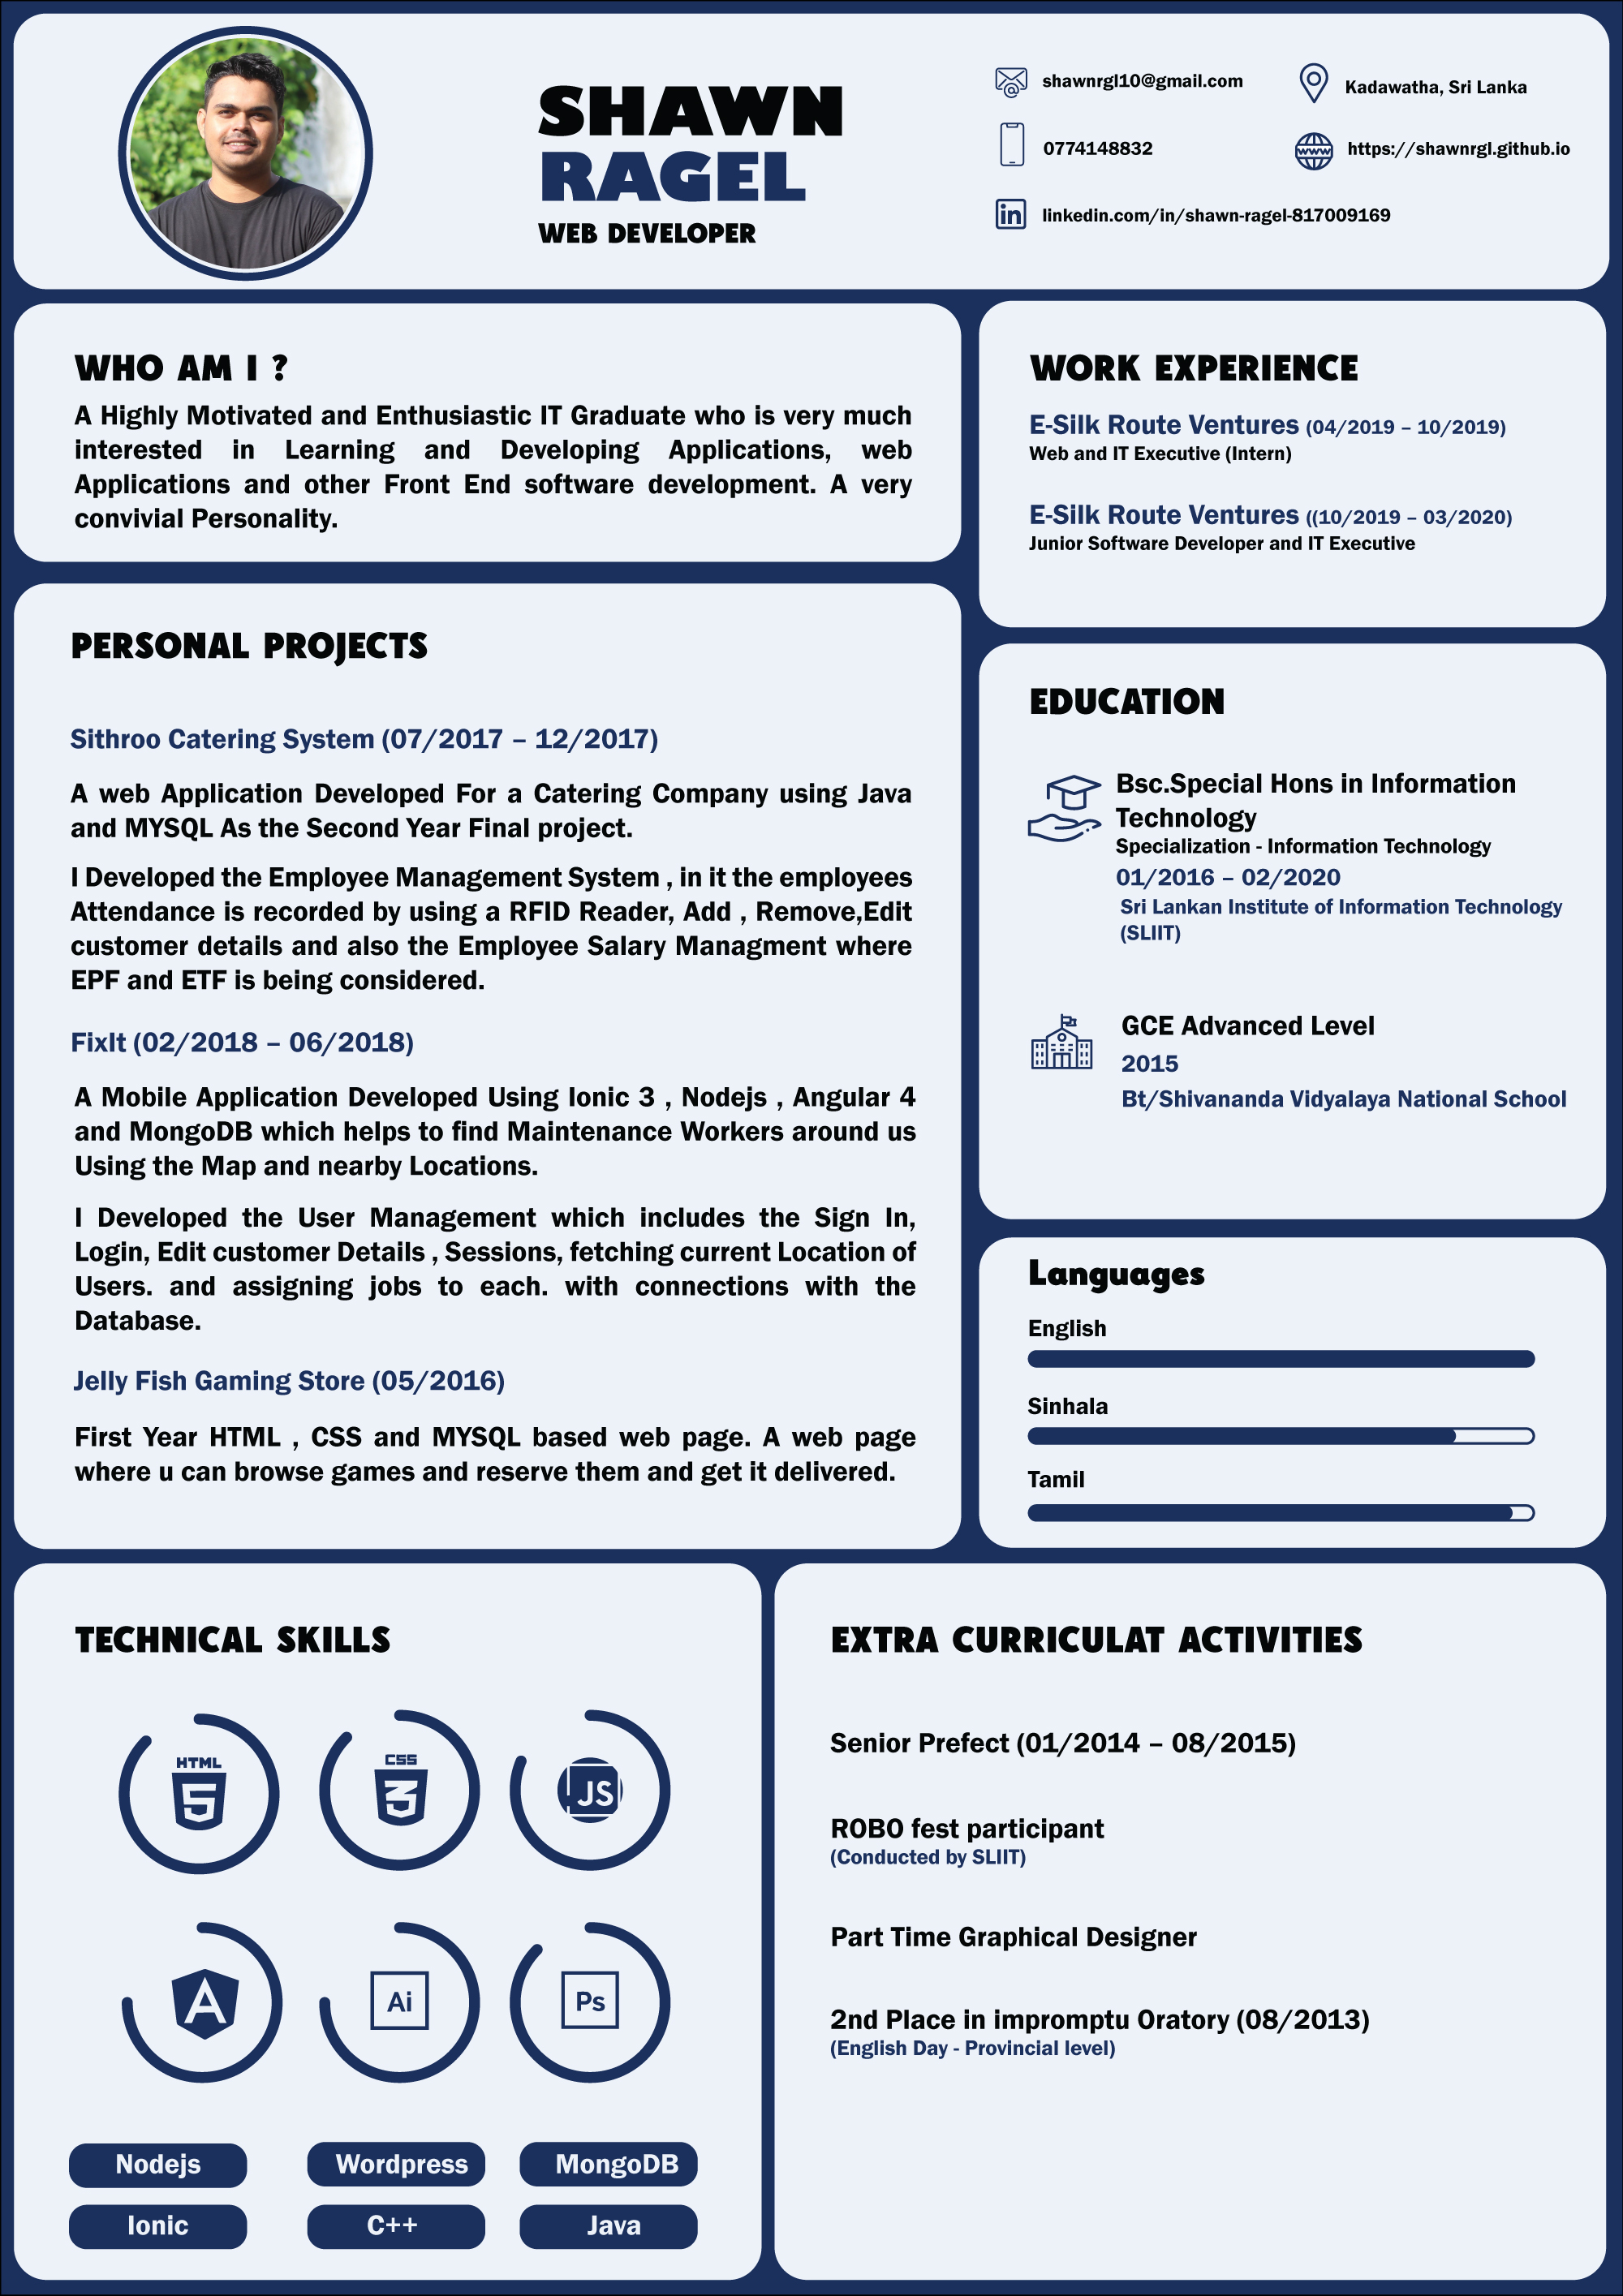 SHAWN
RAGEL
WEB DEVELOPER
shawnrgl10@gmail.com
Kadawatha, Sri Lanka
0774148832
https://shawnrgl.github.io
linkedin.com/in/shawn-ragel-817009169
WHO AM I ?
A Highly Motivated and Enthusiastic IT Graduate who is very much
interested in Learning and Developing Applications, web
Applications and other Front End software development. A very
convivial Personality.
WORK EXPERIENCE
E-Silk Route Ventures (04/2019 – 10/2019)
Web and IT Executive (Intern)
E-Silk Route Ventures ((10/2019 – 03/2020)
Junior Software Developer and IT Executive
PERSONAL PROJECTS
Sithroo Catering System (07/2017 – 12/2017)
A web Application Developed For a Catering Company using Java
and MYSQL As the Second Year Final project.
I Developed the Employee Management System , in it the employees
Attendance is recorded by using a RFID Reader, Add , Remove,Edit
customer details and also the Employee Salary Managment where
EPF and ETF is being considered.
FixIt (02/2018 – 06/2018)
A Mobile Application Developed Using Ionic 3 , Nodejs , Angular 4
and MongoDB which helps to find Maintenance Workers around us
Using the Map and nearby Locations.
I Developed the User Management which includes the Sign In,
Login, Edit customer Details , Sessions, fetching current Location of
Users. and assigning jobs to each. with connections with the
Database.
Jelly Fish Gaming Store (05/2016)
First Year HTML , CSS and MYSQL based web page. A web page
where u can browse games and reserve them and get it delivered.
EDUCATION
Bsc.Special Hons in Information
Technology
Specialization - Information Technology
01/2016 – 02/2020
Sri Lankan Institute of Information Technology
(SLIIT)
GCE Advanced Level
2015
Bt/Shivananda Vidyalaya National School
Languages
English
Sinhala
Tamil
TECHNICAL SKILLS
HTML
5
CSS
3
JS
A
Ai
Ps
Nodejs
Wordpress
MongoDB
Ionic
C++
Java
EXTRA CURRICULAT ACTIVITIES
Senior Prefect (01/2014 – 08/2015)
ROBO fest participant
(Conducted by SLIIT)
Part Time Graphical Designer
2nd Place in impromptu Oratory (08/2013)
(English Day - Provincial level)